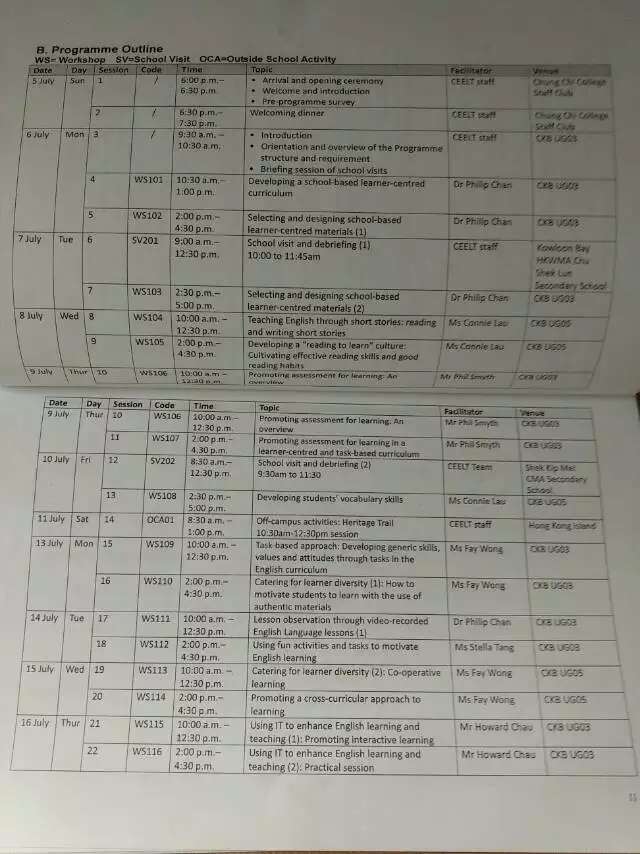 B. Programme Outline
WS= Workshop SV=School Visit OCA=Outside School Activity
Date Day Session Code Time Topic Facilitator Venue
5 July Sun 1 / 6:00 p.m.– • Arrival and opening ceremony CEELT staff Chung Chi College
6:30 p.m. • Welcome and introduction Staff Club
• Pre-programme survey
2 / 6:30 p.m.– Welcoming dinner CEELT staff Chung Chi College
7:30 p.m. Staff Club
6 July Mon 3 / 9:30 a.m. – • Introduction CEELT staff CKB UG03
10:30 a.m. • Orientation and overview of the Programme
structure and requirement
• Briefing session of school visits
4 WS101 10:30 a.m.– Developing a school-based learner-centred Dr Philip Chan CKB UG03
1:00 p.m. curriculum
5 WS102 2:00 p.m.– Selecting and designing school-based Dr Philip Chan CKB UG03
4:30 p.m. learner-centred materials (1)
7 July Tue 6 SV201 9:00 a.m.– School visit and debriefing (1) CEELT staff Kowloon Bay
12:30 p.m. 10:00 to 11:45am HKWMA Chu
Shek Lun
Secondary School
7 WS103 2:30 p.m.– Selecting and designing school-based Dr Philip Chan CKB UG03
5:00 p.m. learner-centred materials (2)
8 July Wed 8 WS104 10:00 a.m.– Teaching English through short stories: reading Ms Connie Lau CKB UG05
12:30 p.m. and writing short stories
9 WS105 2:00 p.m.– Developing a "reading to learn" culture: Ms Connie Lau CKB UG05
4:30 p.m. Cultivating effective reading skills and good
reading habits
9 July Thur 10 WS106 10:00 a.m.– Promoting assessment for learning: An Mr Phil Smyth CKB UG03
12:30 p.m. overview
Date Day Session Code Time Topic Facilitator Venue
9 July Thur 10 WS106 10:00 a.m.– Promoting assessment for learning: An Mr Phil Smyth CKB UG03
12:30 p.m. overview
11 WS107 2:00 p.m.– Promoting assessment for learning in a Mr Phil Smyth CKB UG03
4:30 p.m. learner-centred and task-based curriculum
10 July Fri 12 SV202 8:30 a.m.– School visit and debriefing (2) CEELT Team Shek Kip Mei
12:30 p.m. 9:30am to 11:30 CMA Secondary
School
13 WS108 2:30 p.m.– Developing students' vocabulary skills Ms Connie Lau CKB UG05
5:00 p.m.
11 July Sat 14 OCA01 8:30 a.m.– Off-campus activities: Heritage Trail CEELT staff Hong Kong Island
1:00 p.m. 10:30am-12:30pm session
13 July Mon 15 WS109 10:00 a.m. – Task-based approach: Developing generic skills, Ms Fay Wong CKB UG03
12:30 p.m. values and attitudes through tasks in the
English curriculum
16 WS110 2:00 p.m.– Catering for learner diversity (1): How to Ms Fay Wong CKB UG03
4:30 p.m. motivate students to learn with the use of
authentic materials
14 July Tue 17 WS111 10:00 a.m. – Lesson observation through video-recorded Dr Philip Chan CKB UG03
12:30 p.m. English Language lessons (1)
18 WS112 2:00 p.m.– Using fun activities and tasks to motivate Ms Stella Tang CKB UG03
4:30 p.m. English learning
15 July Wed 19 WS113 10:00 a.m.– Catering for learner diversity (2): Co-operative Ms Fay Wong CKB UG05
12:30 p.m. learning
20 WS114 2:00 p.m.– Promoting a cross-curricular approach to Ms Fay Wong CKB UG05
4:30 p.m. learning
16 July Thur 21 WS115 10:00 a.m. – Using IT to enhance English learning and Mr Howard Chau CKB UG03
12:30 p.m. teaching (1): Promoting interactive learning
22 WS116 2:00 p.m.– Using IT to enhance English learning and Mr Howard Chau CKB UG03
4:30 p.m. teaching (2): Practical session